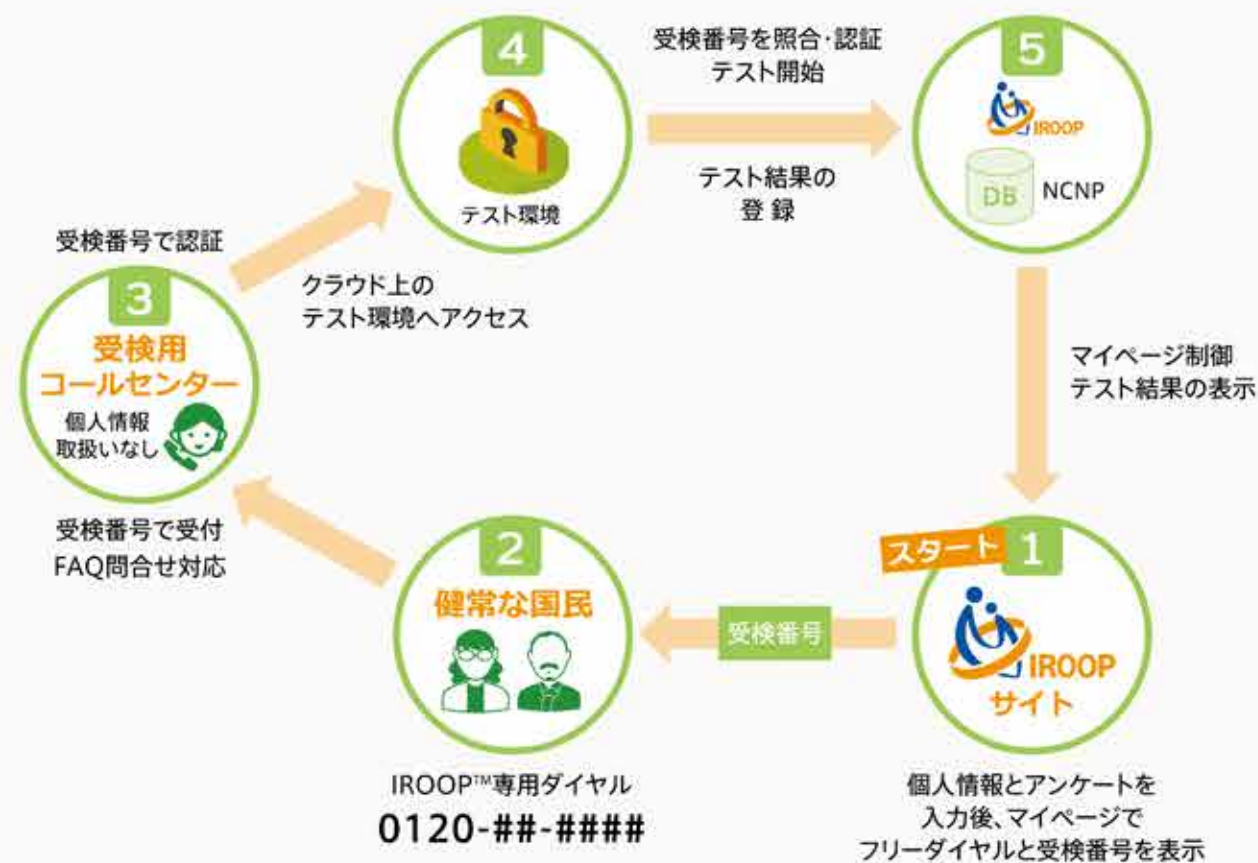 4
テスト環境
受検番号を照合・認証
テスト開始
テスト結果の
登 録
5
IROOP
DB
NCNP
受検番号で認証
3
受検用
コールセンター
個人情報
取扱いなし
クラウド上の
テスト環境へアクセス
受検番号で受付
FAQ問合せ対応
マイページ制御
テスト結果の表示
スタート
1
IROOP
サイト
受検番号
2
健常な国民
IROOP™専用ダイヤル
0120-##-####
個人情報とアンケートを
入力後、マイページで
フリーダイヤルと受検番号を表示